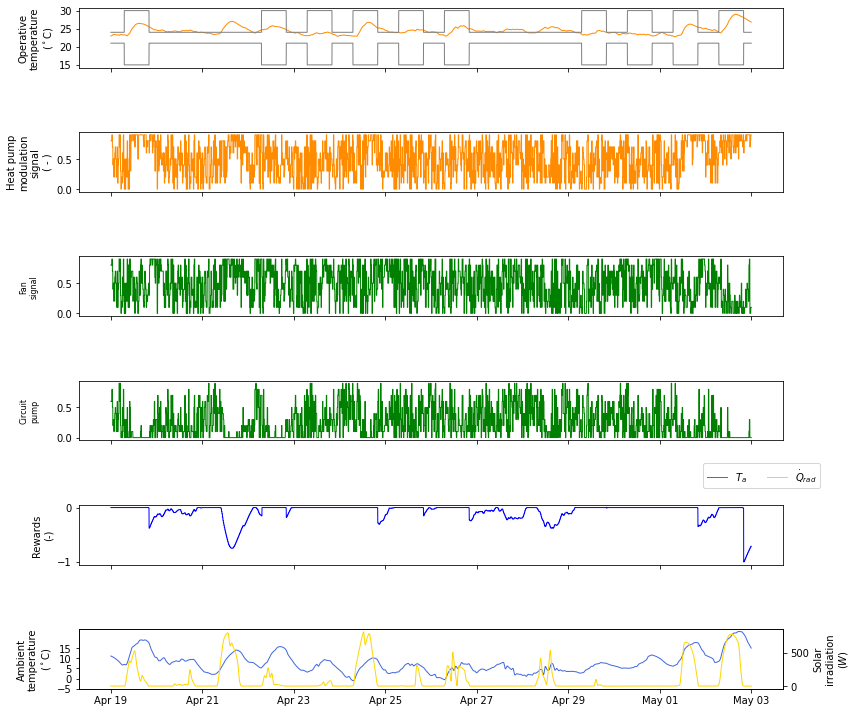 Operative
temperature
(°C)
30
25
20
15
Heat pump
modulation
signal
( - )
0.5
0.0
Fan
signal
0.5
0.0
Circuit
pump
0.5
0.0
T_a
Q̇_rad
Rewards
(-)
0
−1
Ambient
temperature
(°C)
15
10
5
0
−5
500
0
Solar
irradiation
(W)
Apr 19
Apr 21
Apr 23
Apr 25
Apr 27
Apr 29
May 01
May 03